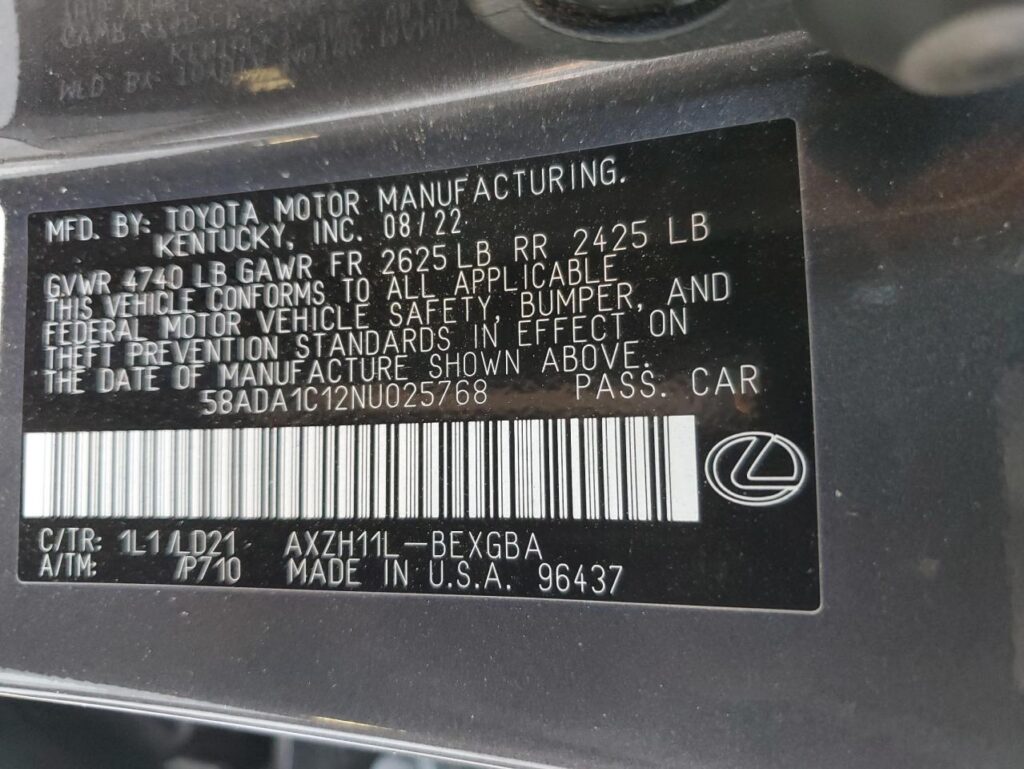 MFD. BY: TOYOTA MOTOR MANUFACTURING.
KENTUCKY, INC. 08/22
GVWR 4740 LB GAWR FR 2625 LB RR 2425 LB
THIS VEHICLE CONFORMS TO ALL APPLICABLE
FEDERAL MOTOR VEHICLE SAFETY, BUMPER, AND
THEFT PREVENTION STANDARDS IN EFFECT ON
THE DATE OF MANUFACTURE SHOWN ABOVE.
58ADA1C12NU025768 PASS. CAR
C/TR: 1L1/LD21 AXZH11L-BEXGBA
A/TM: /P710 MADE IN U.S.A. 96437